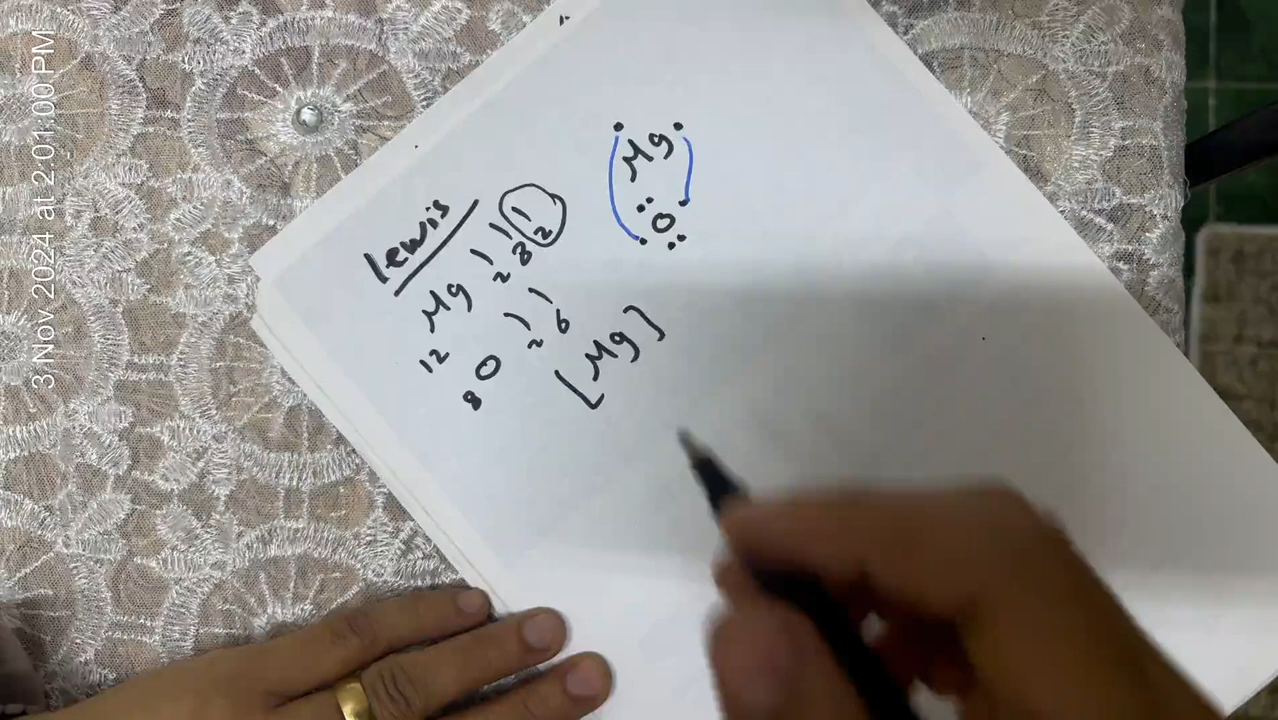 Lewis
12 Mg ) ) ) 2 8 2
8 O ) ) 2 6
Mg
O
[Mg]
3 Nov 2024 at 2:01:00 PM